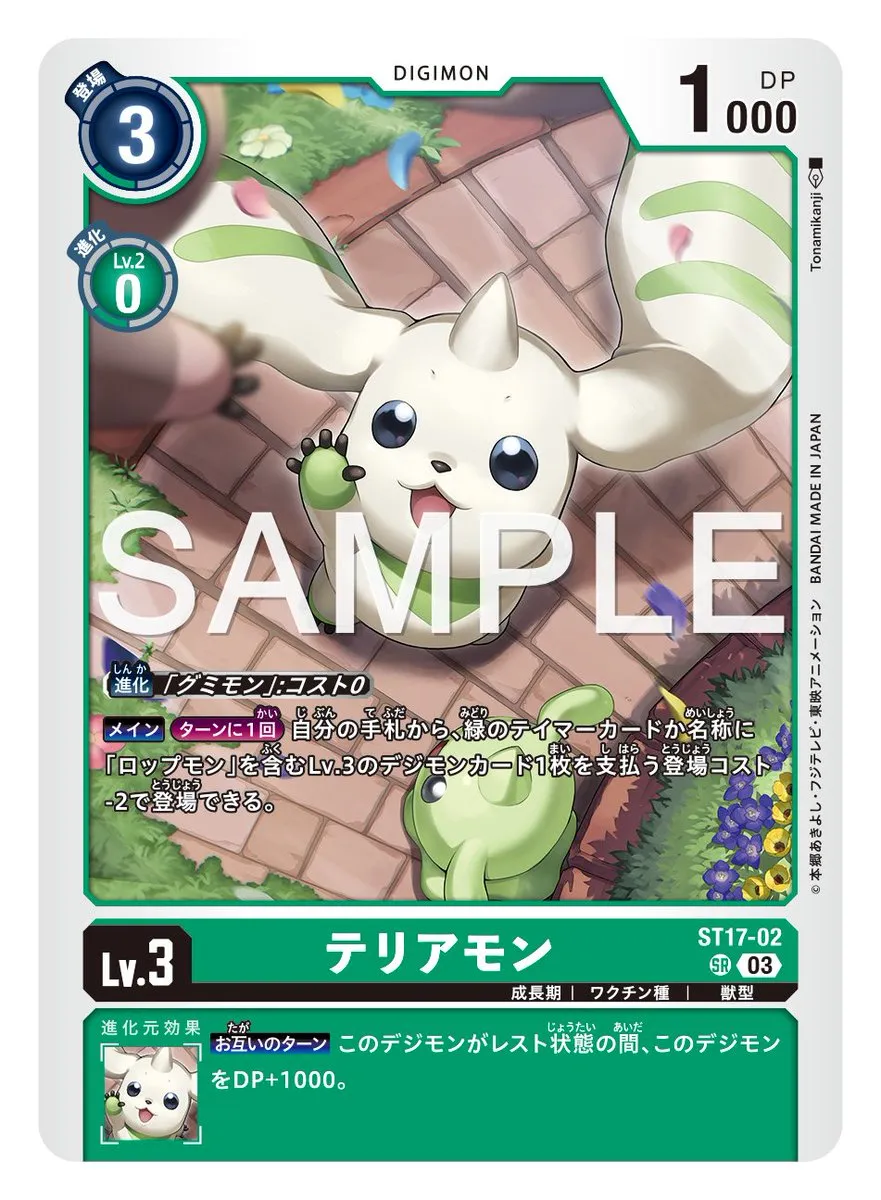 DIGIMON
登場
3
DP
1000
進化
Lv.2
0
Tonamikanji
BANDAI MADE IN JAPAN
© 本郷あきよし・フジテレビ・東映アニメーション
SAMPLE
進化 「グミモン」:コスト0
メイン ターンに1回 自分の手札から、緑のテイマーカードか名称に
「ロップモン」を含むLv.3のデジモンカード1枚を支払う登場コスト
-2で登場できる。
Lv.3
テリアモン
ST17-02
SR 03
成長期 | ワクチン種 | 獣型
進化元効果
お互いのターン このデジモンがレスト状態の間、このデジモン
をDP+1000。